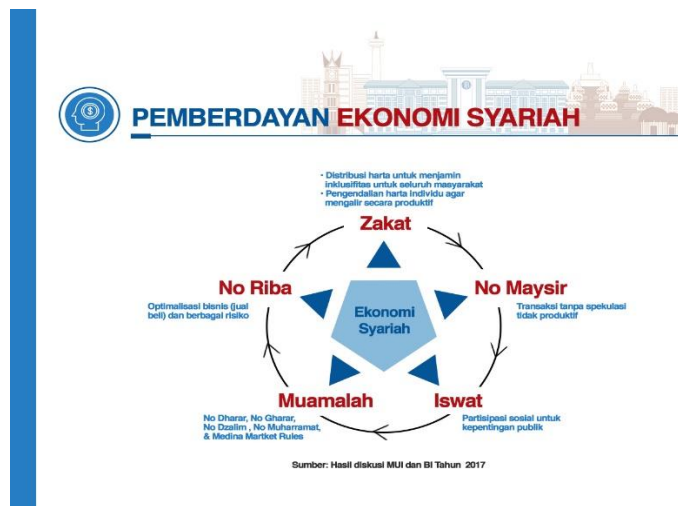 PEMBERDAYAN EKONOMI SYARIAH
• Distribusi harta untuk menjamin
inklusifitas untuk seluruh masyarakat
• Pengendalian harta individu agar
mengalir secara produktif
Zakat
No Maysir
Transaksi tanpa spekulasi
tidak produktif
Iswat
Partisipasi sosial untuk
kepentingan publik
Muamalah
No Dharar, No Gharar,
No Dzalim , No Muharramat,
& Medina Martket Rules
No Riba
Optimalisasi bisnis (jual
beli) dan berbagai risiko
Ekonomi
Syariah
Sumber: Hasil diskusi MUI dan BI Tahun 2017